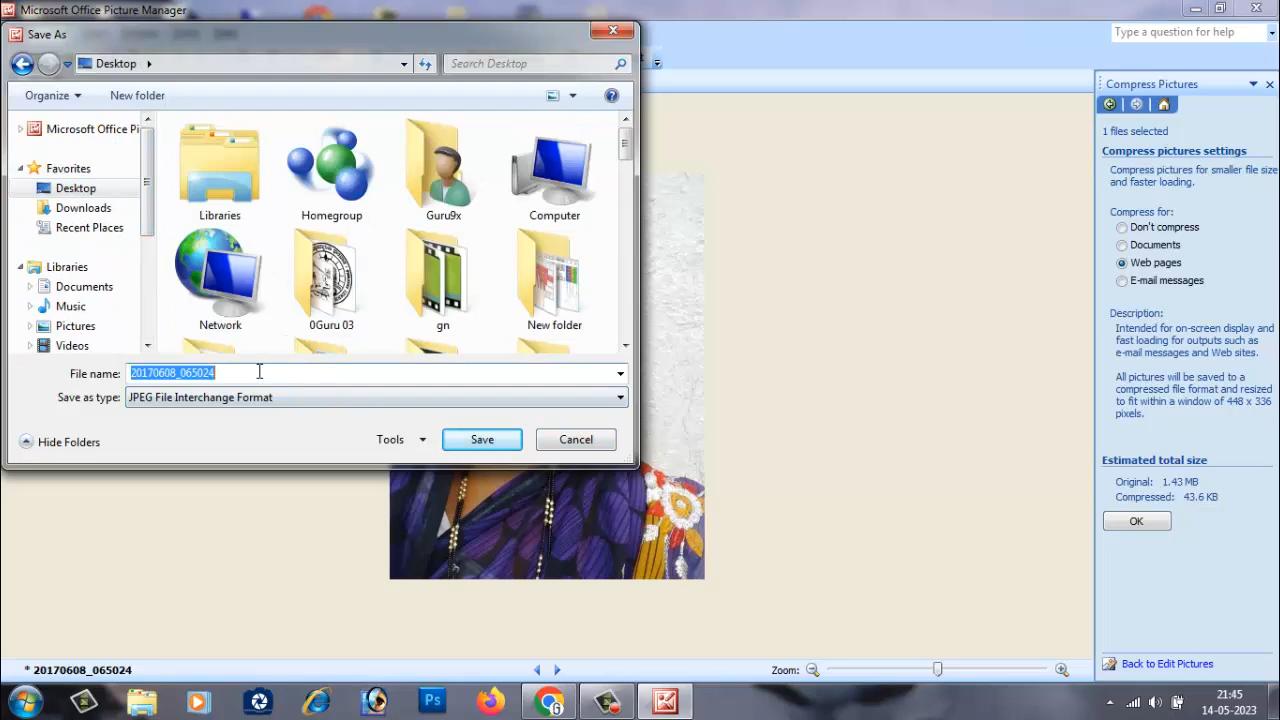 Microsoft Office Picture Manager
Save As
Desktop
Search Desktop
Type a question for help
Organize
New folder
Microsoft Office Pi
Favorites
Desktop
Downloads
Recent Places
Libraries
Documents
Music
Pictures
Videos
Libraries
Homegroup
Guru9x
Computer
Network
0Guru 03
gn
New folder
File name: 20170608_065024
Save as type: JPEG File Interchange Format
Hide Folders
Tools
Save
Cancel
Compress Pictures
1 files selected
Compress pictures settings
Compress pictures for smaller file size
and faster loading.
Compress for:
Don't compress
Documents
Web pages
E-mail messages
Description:
Intended for on-screen display and
fast loading for outputs such as
e-mail messages and Web sites.
All pictures will be saved to a
compressed file format and resized
to fit within a window of 448 x 336
pixels.
Estimated total size
Original: 1.43 MB
Compressed: 43.6 KB
OK
Back to Edit Pictures
* 20170608_065024
Zoom:
Ps
G
21:45
14-05-2023